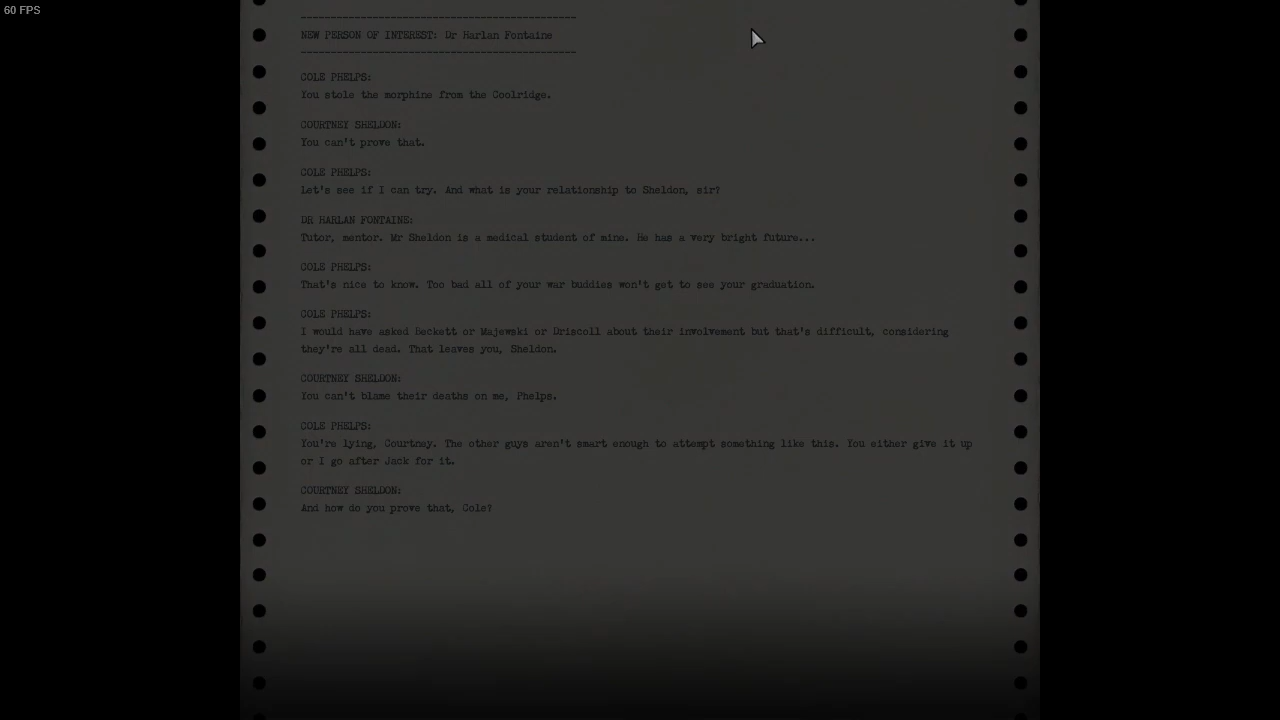 60 FPS
----------------------------------------------
NEW PERSON OF INTEREST: Dr Harlan Fontaine
----------------------------------------------
COLE PHELPS:
You stole the morphine from the Coolridge.
COURTNEY SHELDON:
You can't prove that.
COLE PHELPS:
Let's see if I can try. And what is your relationship to Sheldon, sir?
DR HARLAN FONTAINE:
Tutor, mentor. Mr Sheldon is a medical student of mine. He has a very bright future...
COLE PHELPS:
That's nice to know. Too bad all of your war buddies won't get to see your graduation.
COLE PHELPS:
I would have asked Beckett or Majewski or Driscoll about their involvement but that's difficult, considering
they're all dead. That leaves you, Sheldon.
COURTNEY SHELDON:
You can't blame their deaths on me, Phelps.
COLE PHELPS:
You're lying, Courtney. The other guys aren't smart enough to attempt something like this. You either give it up
or I go after Jack for it.
COURTNEY SHELDON:
And how do you prove that, Cole?